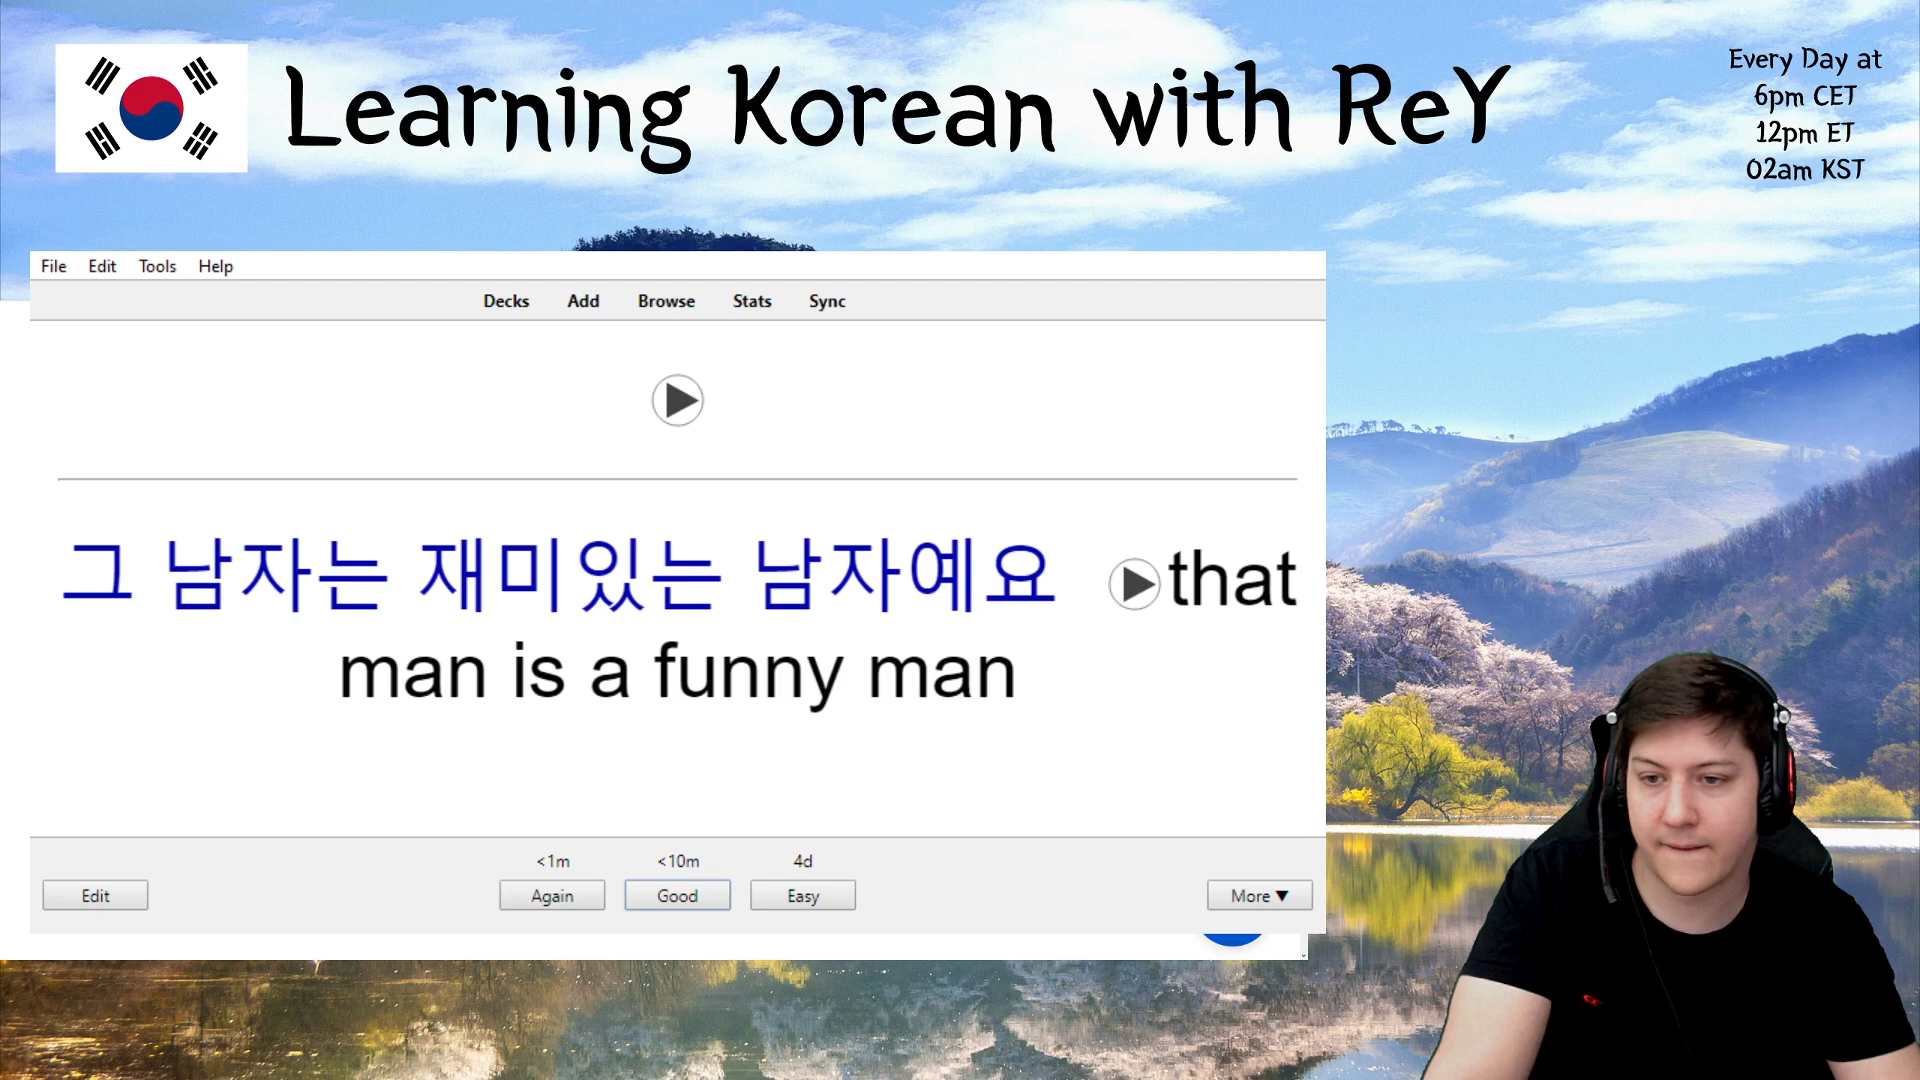 Learning Korean with ReY
Every Day at
6pm CET
12pm ET
02am KST
File Edit Tools Help
Decks Add Browse Stats Sync
그 남자는 재미있는 남자예요 that
man is a funny man
<1m <10m 4d
Edit Again Good Easy More ▼